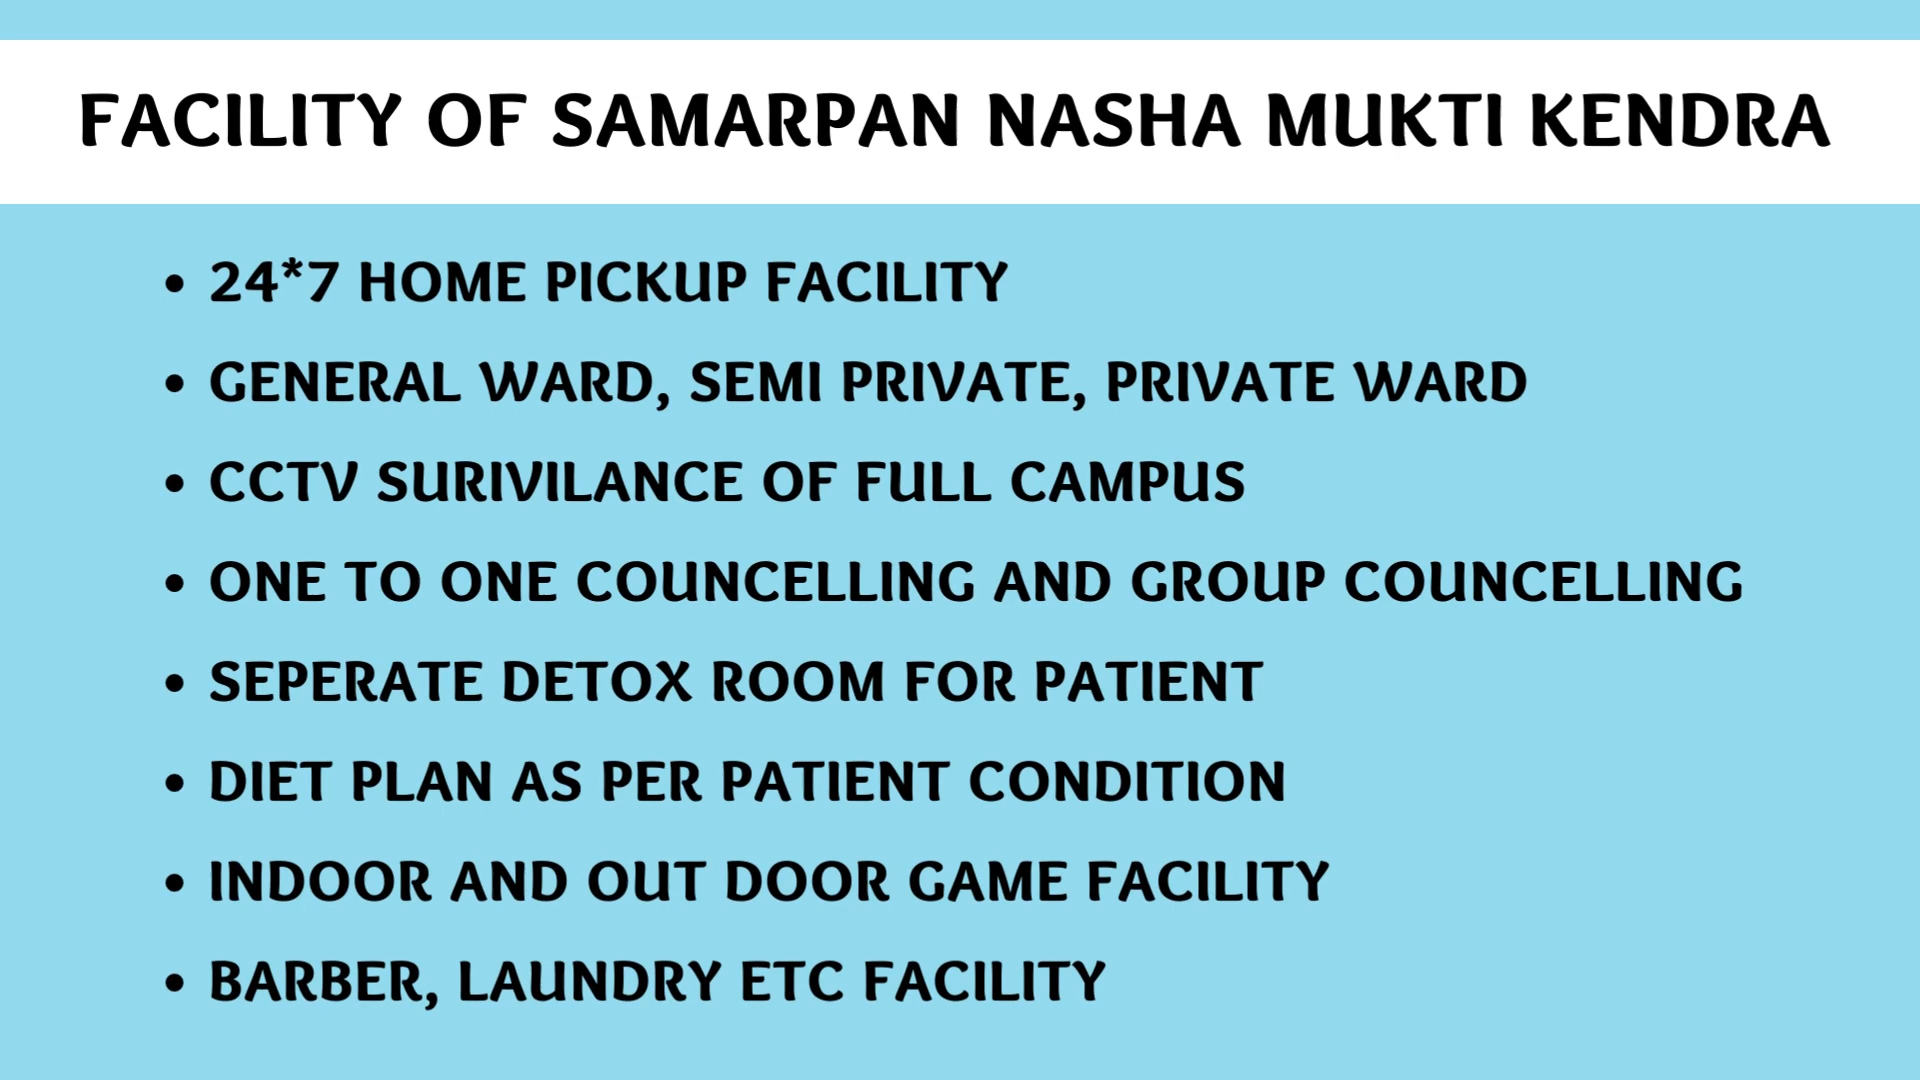 FACILITY OF SAMARPAN NASHA MUKTI KENDRA
• 24*7 HOME PICKUP FACILITY
• GENERAL WARD, SEMI PRIVATE, PRIVATE WARD
• CCTV SURIVILANCE OF FULL CAMPUS
• ONE TO ONE COUNCELLING AND GROUP COUNCELLING
• SEPERATE DETOX ROOM FOR PATIENT
• DIET PLAN AS PER PATIENT CONDITION
• INDOOR AND OUT DOOR GAME FACILITY
• BARBER, LAUNDRY ETC FACILITY